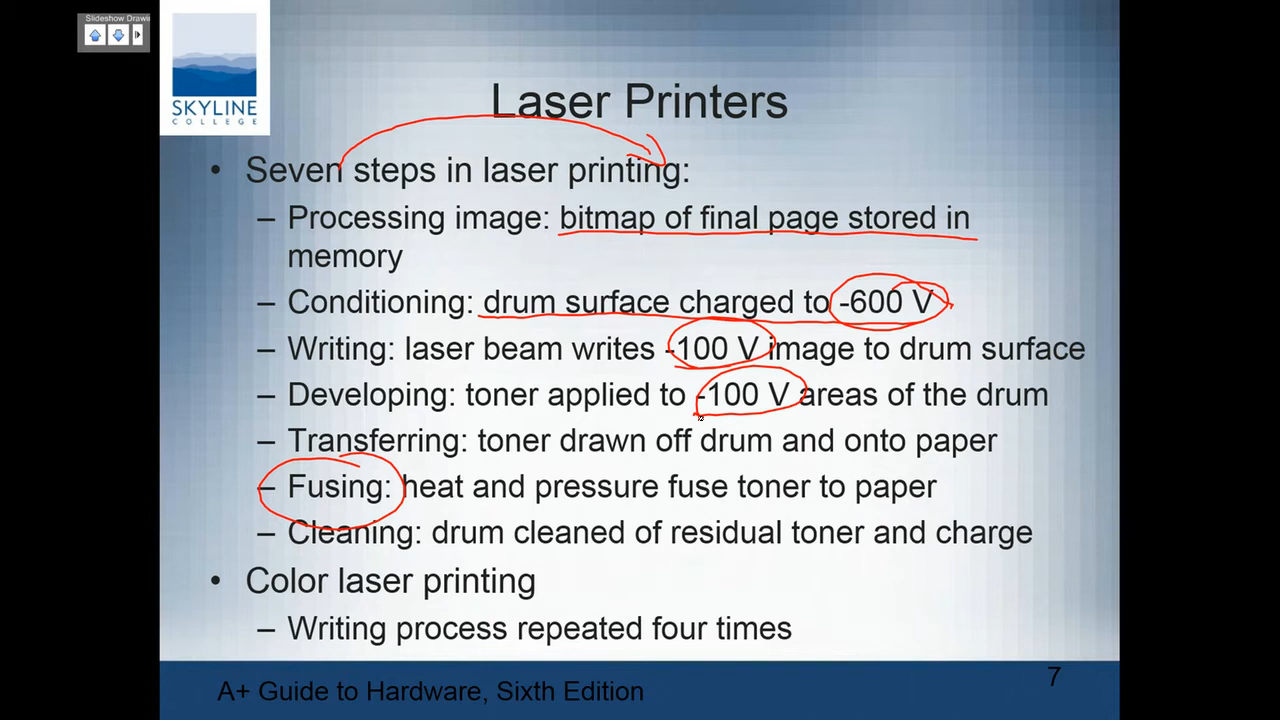 Slideshow Drawin
SKYLINE
COLLEGE
Laser Printers
• Seven steps in laser printing:
– Processing image: bitmap of final page stored in
memory
– Conditioning: drum surface charged to -600 V
– Writing: laser beam writes -100 V image to drum surface
– Developing: toner applied to -100 V areas of the drum
– Transferring: toner drawn off drum and onto paper
– Fusing: heat and pressure fuse toner to paper
– Cleaning: drum cleaned of residual toner and charge
• Color laser printing
– Writing process repeated four times
A+ Guide to Hardware, Sixth Edition
7